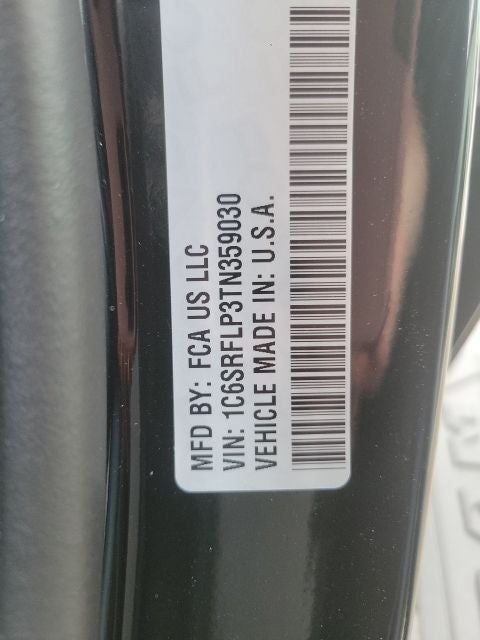 MFD BY: FCA US LLC
VIN: 1C6SRFLP3TN359030
VEHICLE MADE IN: U.S.A.